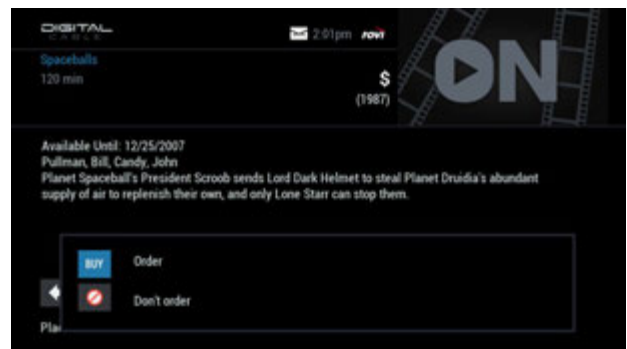 DIGITAL
CABLE
2:01pm rovi
ON
Spaceballs
120 min
$
(1987)
Available Until: 12/25/2007
Pullman, Bill, Candy, John
Planet Spaceball's President Scroob sends Lord Dark Helmet to steal Planet Druidia's abundant
supply of air to replenish their own, and only Lone Starr can stop them.
BUY Order
Don't order